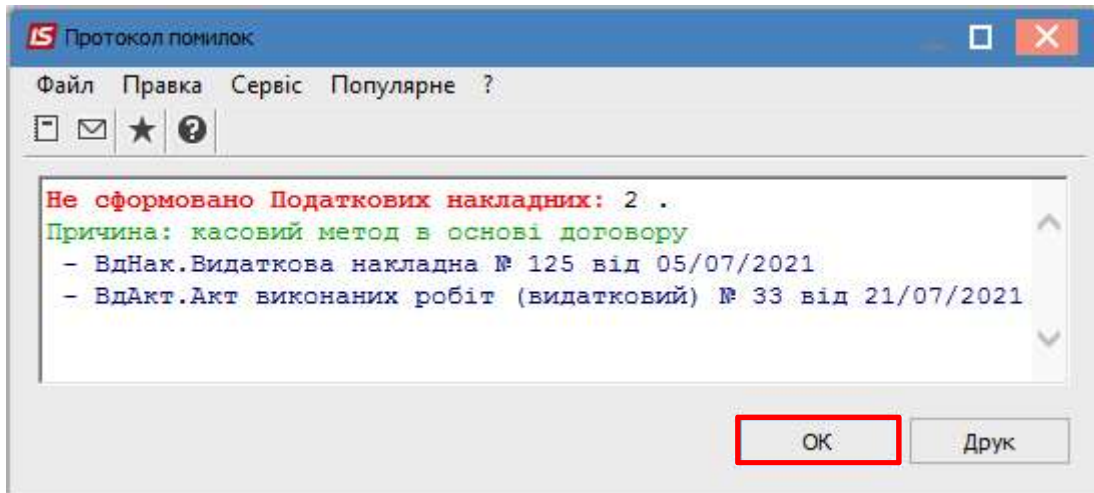 IS Протокол помилок
Файл Правка Сервіс Популярне ?
Не сформовано Податкових накладних: 2 .
Причина: касовий метод в основі договору
- ВдНак.Видаткова накладна № 125 від 05/07/2021
- ВдАкт.Акт виконаних робіт (видатковий) № 33 від 21/07/2021
ОК Друк